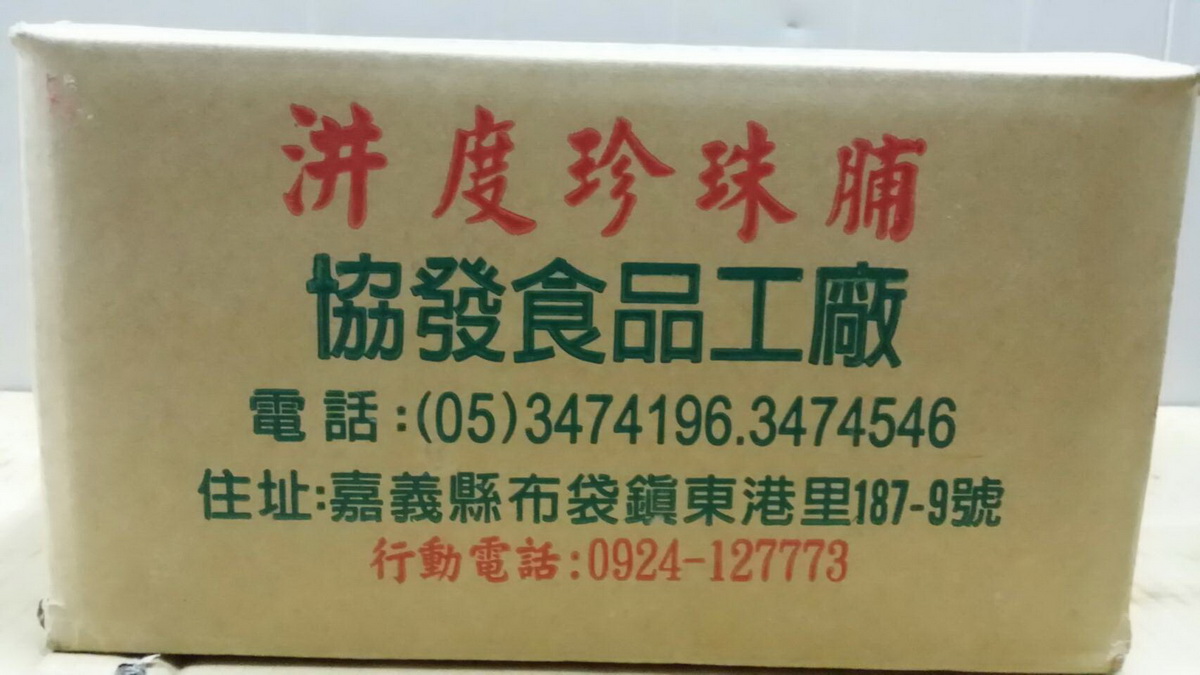 洴度珍珠脯
協發食品工廠
電話:(05)3474196.3474546
住址:嘉義縣布袋鎮東港里187-9號
行動電話:0924-127773